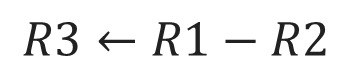 R3 ← R1 − R2